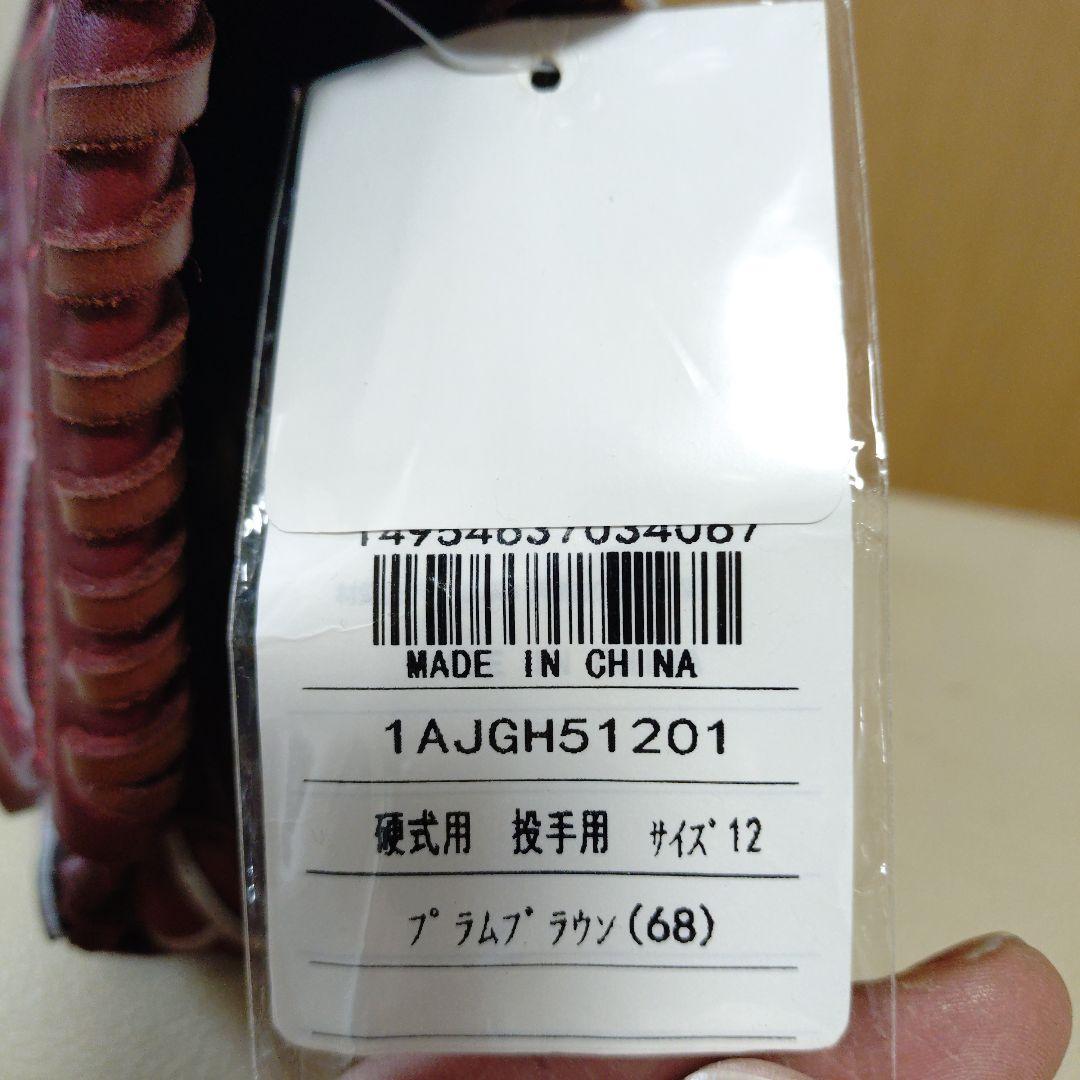 MADE IN CHINA
1AJGH51201
硬式用 投手用 ｻｲｽﾞ12
ﾌﾟﾗﾑﾌﾞﾗｳﾝ(68)